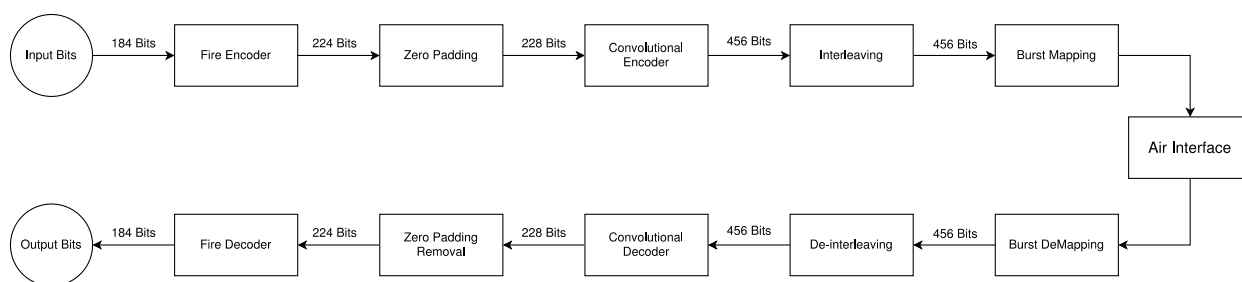 184 Bits
224 Bits
228 Bits
456 Bits
456 Bits
Input Bits
Fire Encoder
Zero Padding
Convolutional
Encoder
Interleaving
Burst Mapping
Air Interface
184 Bits
224 Bits
228 Bits
456 Bits
456 Bits
Output Bits
Fire Decoder
Zero Padding
Removal
Convolutional
Decoder
De-interleaving
Burst DeMapping